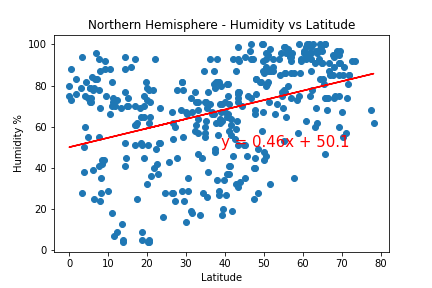 Northern Hemisphere - Humidity vs Latitude
100
80
60
40
20
0
Humidity %
y = 0.46x + 50.1
0 10 20 30 40 50 60 70 80
Latitude